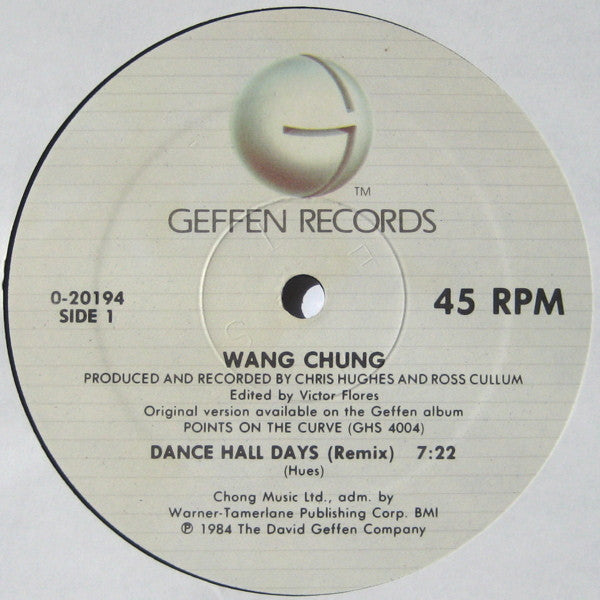 G
TM
GEFFEN RECORDS
0-20194
SIDE 1
45 RPM
WANG CHUNG
PRODUCED AND RECORDED BY CHRIS HUGHES AND ROSS CULLUM
Edited by Victor Flores
Original version available on the Geffen album
POINTS ON THE CURVE (GHS 4004)
DANCE HALL DAYS (Remix) 7:22
(Hues)
Chong Music Ltd., adm. by
Warner-Tamerlane Publishing Corp. BMI
℗ 1984 The David Geffen Company